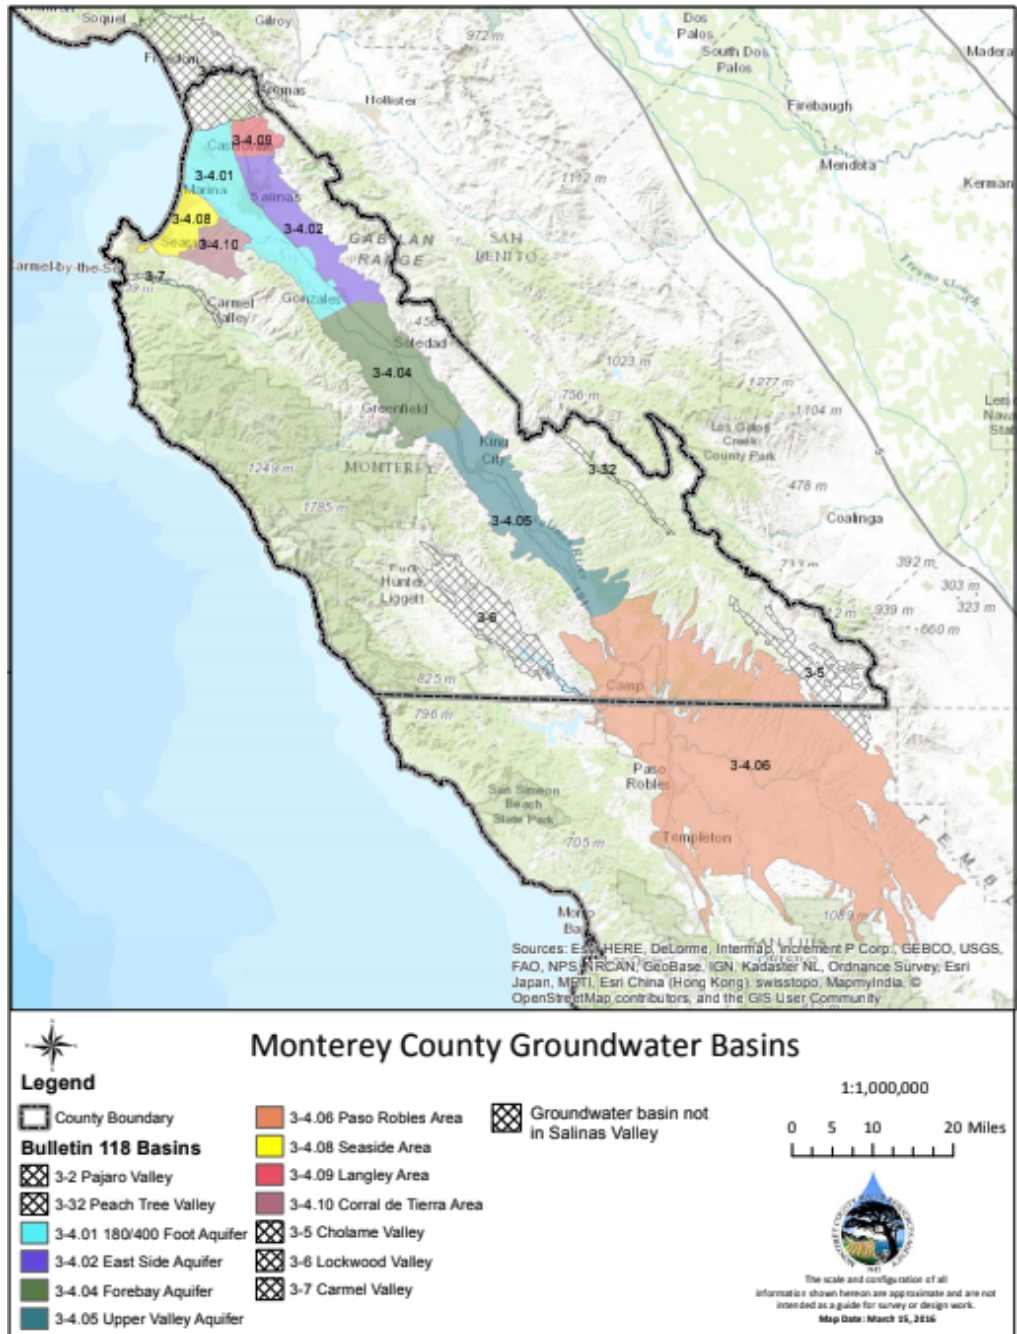 Soquel
Gilroy
972 m
Dos
Palos
South Dos
Palos
Madera
Hollister
Firebaugh
3-4.09
Mendota
1112 m
3-4.01
Marina
Salinas
Kerman
3-4.08
3-4.02
3-4.10
GABILAN
RANGE
SAN
BENITO
Fresno Slough
3-7
Carmel
Valley
Gonzales
Soledad
3-4.04
1023 m
1277 m
756 m
1104 m
Greenfield
Los Gatos
Creek
County Park
King
City
3-32
1249 m
MONTEREY
478 m
1785 m
3-4.05
Coalinga
5
392 m
Hunter
Liggett
303 m
323 m
939 m
660 m
3-6
3-5
825 m
Camp
796 m
3-4.06
Paso
Robles
San Simeon
Beach
State Park
705 m
Templeton
1089 m
Sources: Esri, HERE, DeLorme, Intermap, increment P Corp., GEBCO, USGS,
FAO, NPS, NRCAN, GeoBase, IGN, Kadaster NL, Ordnance Survey, Esri
Japan, METI, Esri China (Hong Kong), swisstopo, MapmyIndia, ©
OpenStreetMap contributors, and the GIS User Community
Monterey County Groundwater Basins
Legend
County Boundary
Bulletin 118 Basins
3-2 Pajaro Valley
3-32 Peach Tree Valley
3-4.01 180/400 Foot Aquifer
3-4.02 East Side Aquifer
3-4.04 Forebay Aquifer
3-4.05 Upper Valley Aquifer
3-4.06 Paso Robles Area
3-4.08 Seaside Area
3-4.09 Langley Area
3-4.10 Corral de Tierra Area
3-5 Cholame Valley
3-6 Lockwood Valley
3-7 Carmel Valley
Groundwater basin not
in Salinas Valley
1:1,000,000
0 5 10 20 Miles
The scale and configuration of all
information shown hereon are approximate and are not
intended as a guide for survey or design work.
Map Date: March 15, 2016